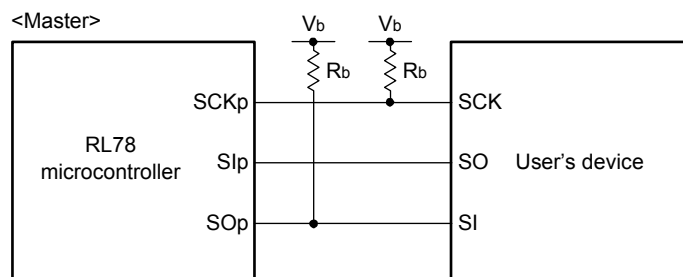 <Master>
Vb Vb
Rb Rb
SCKp SCK
RL78
microcontroller
SIp SO
User's device
SOp SI